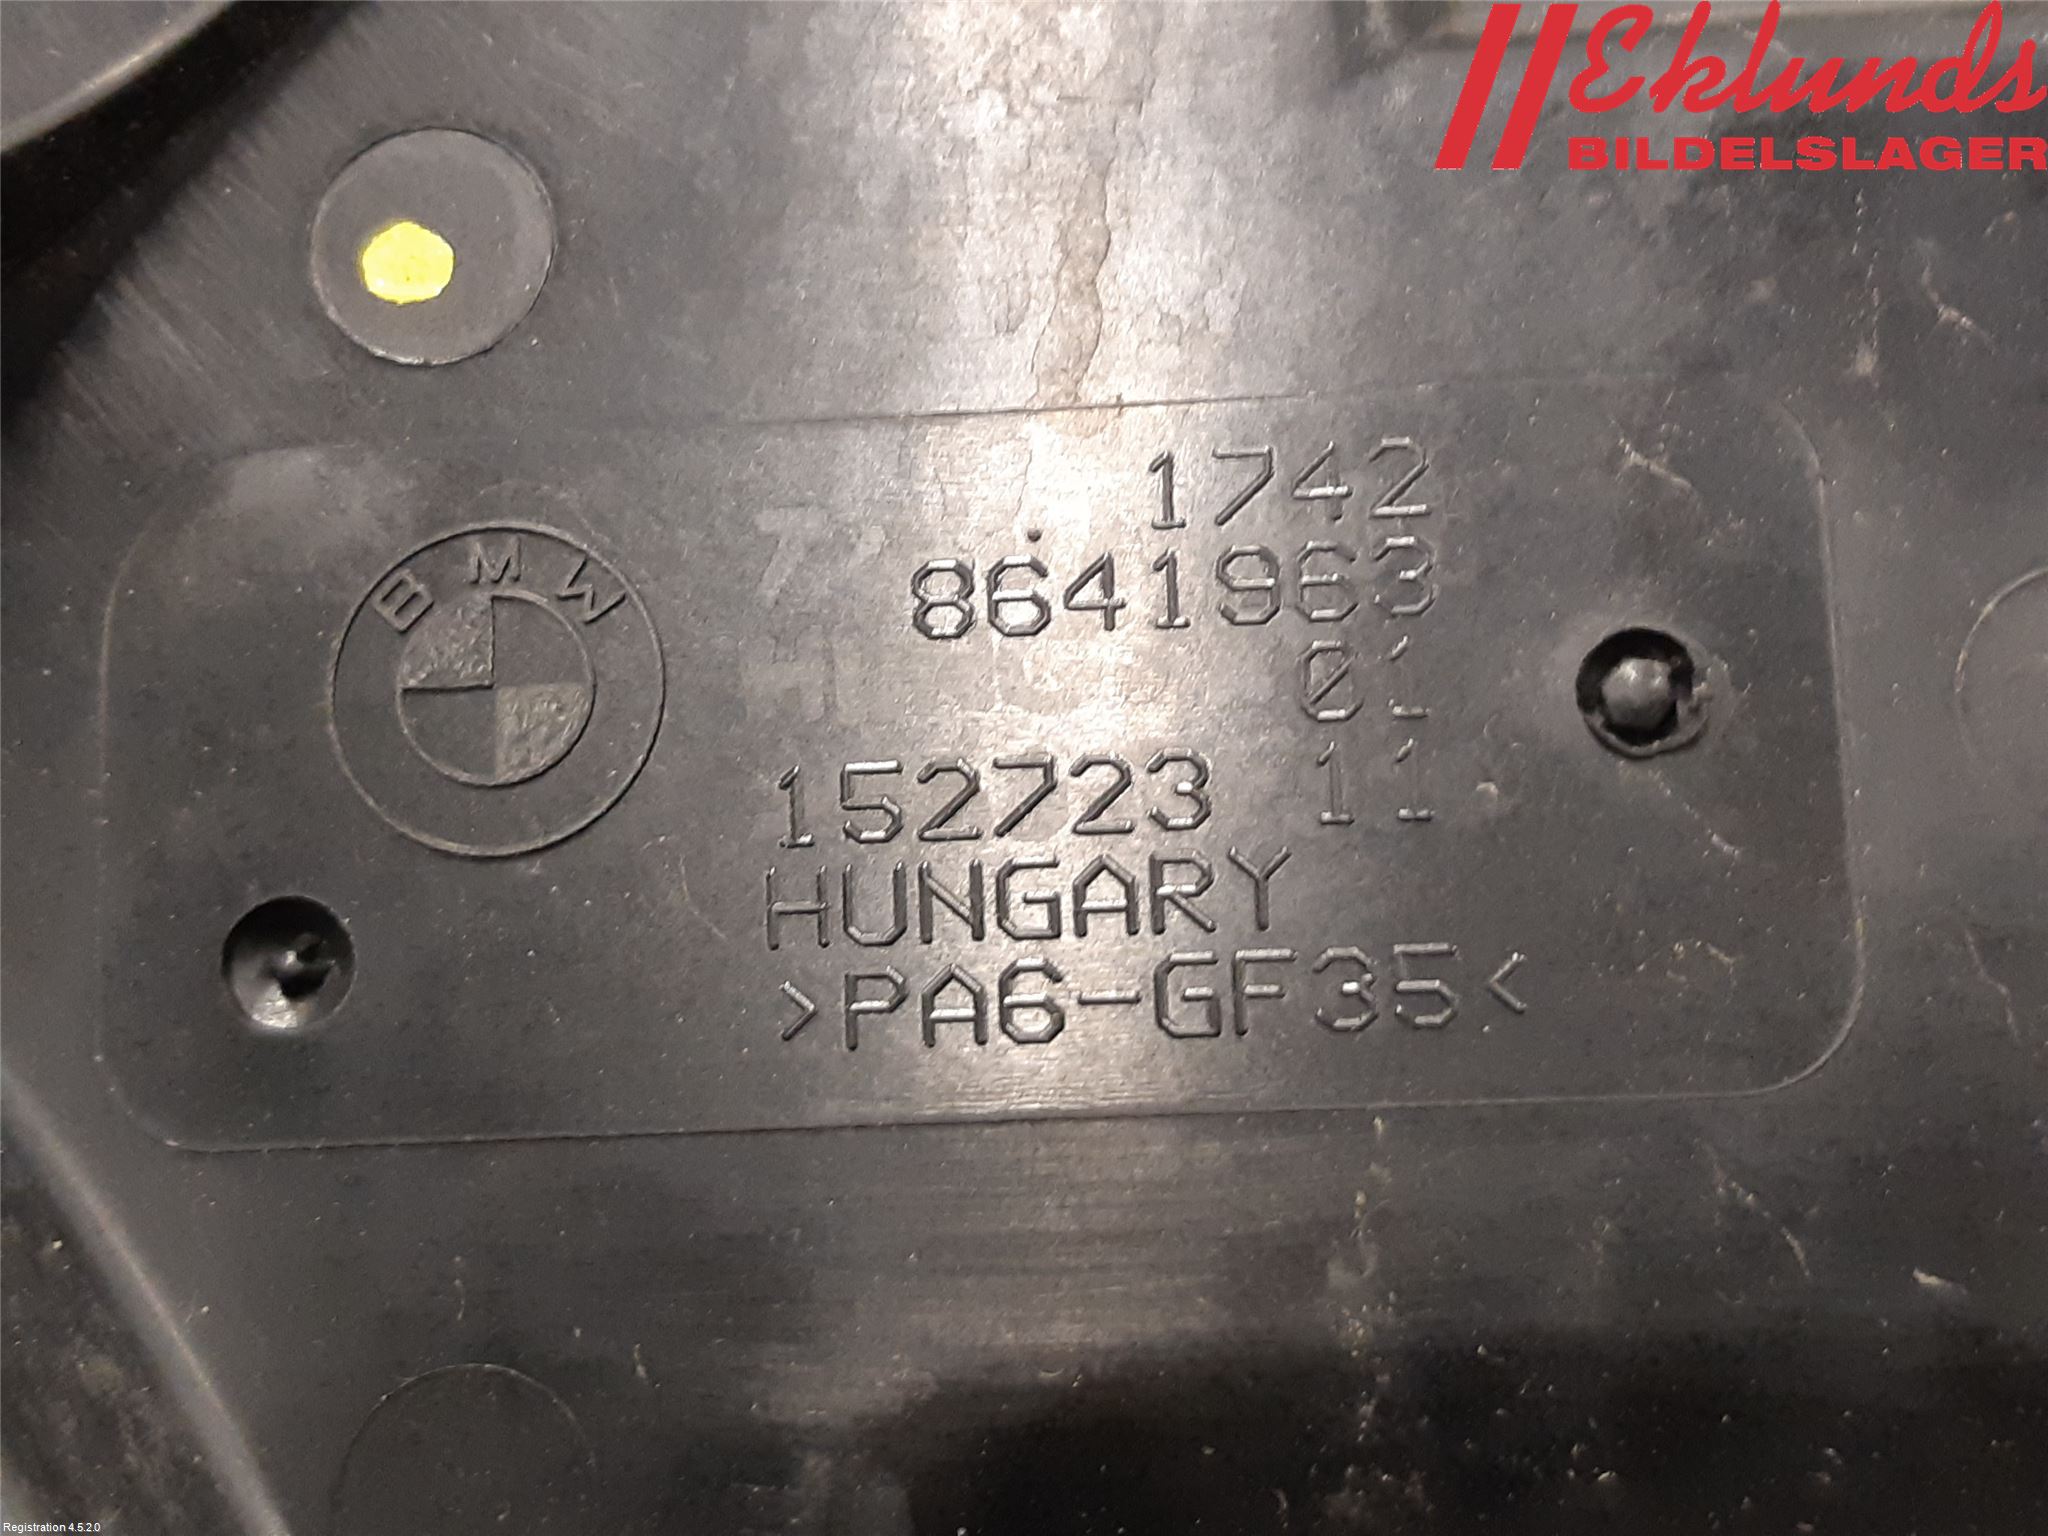 Eklunds
BILDELSLAGER
BMW
1742
8641963
01
152723 11
HUNGARY
>PA6-GF35<
Registration 4.5.2.0